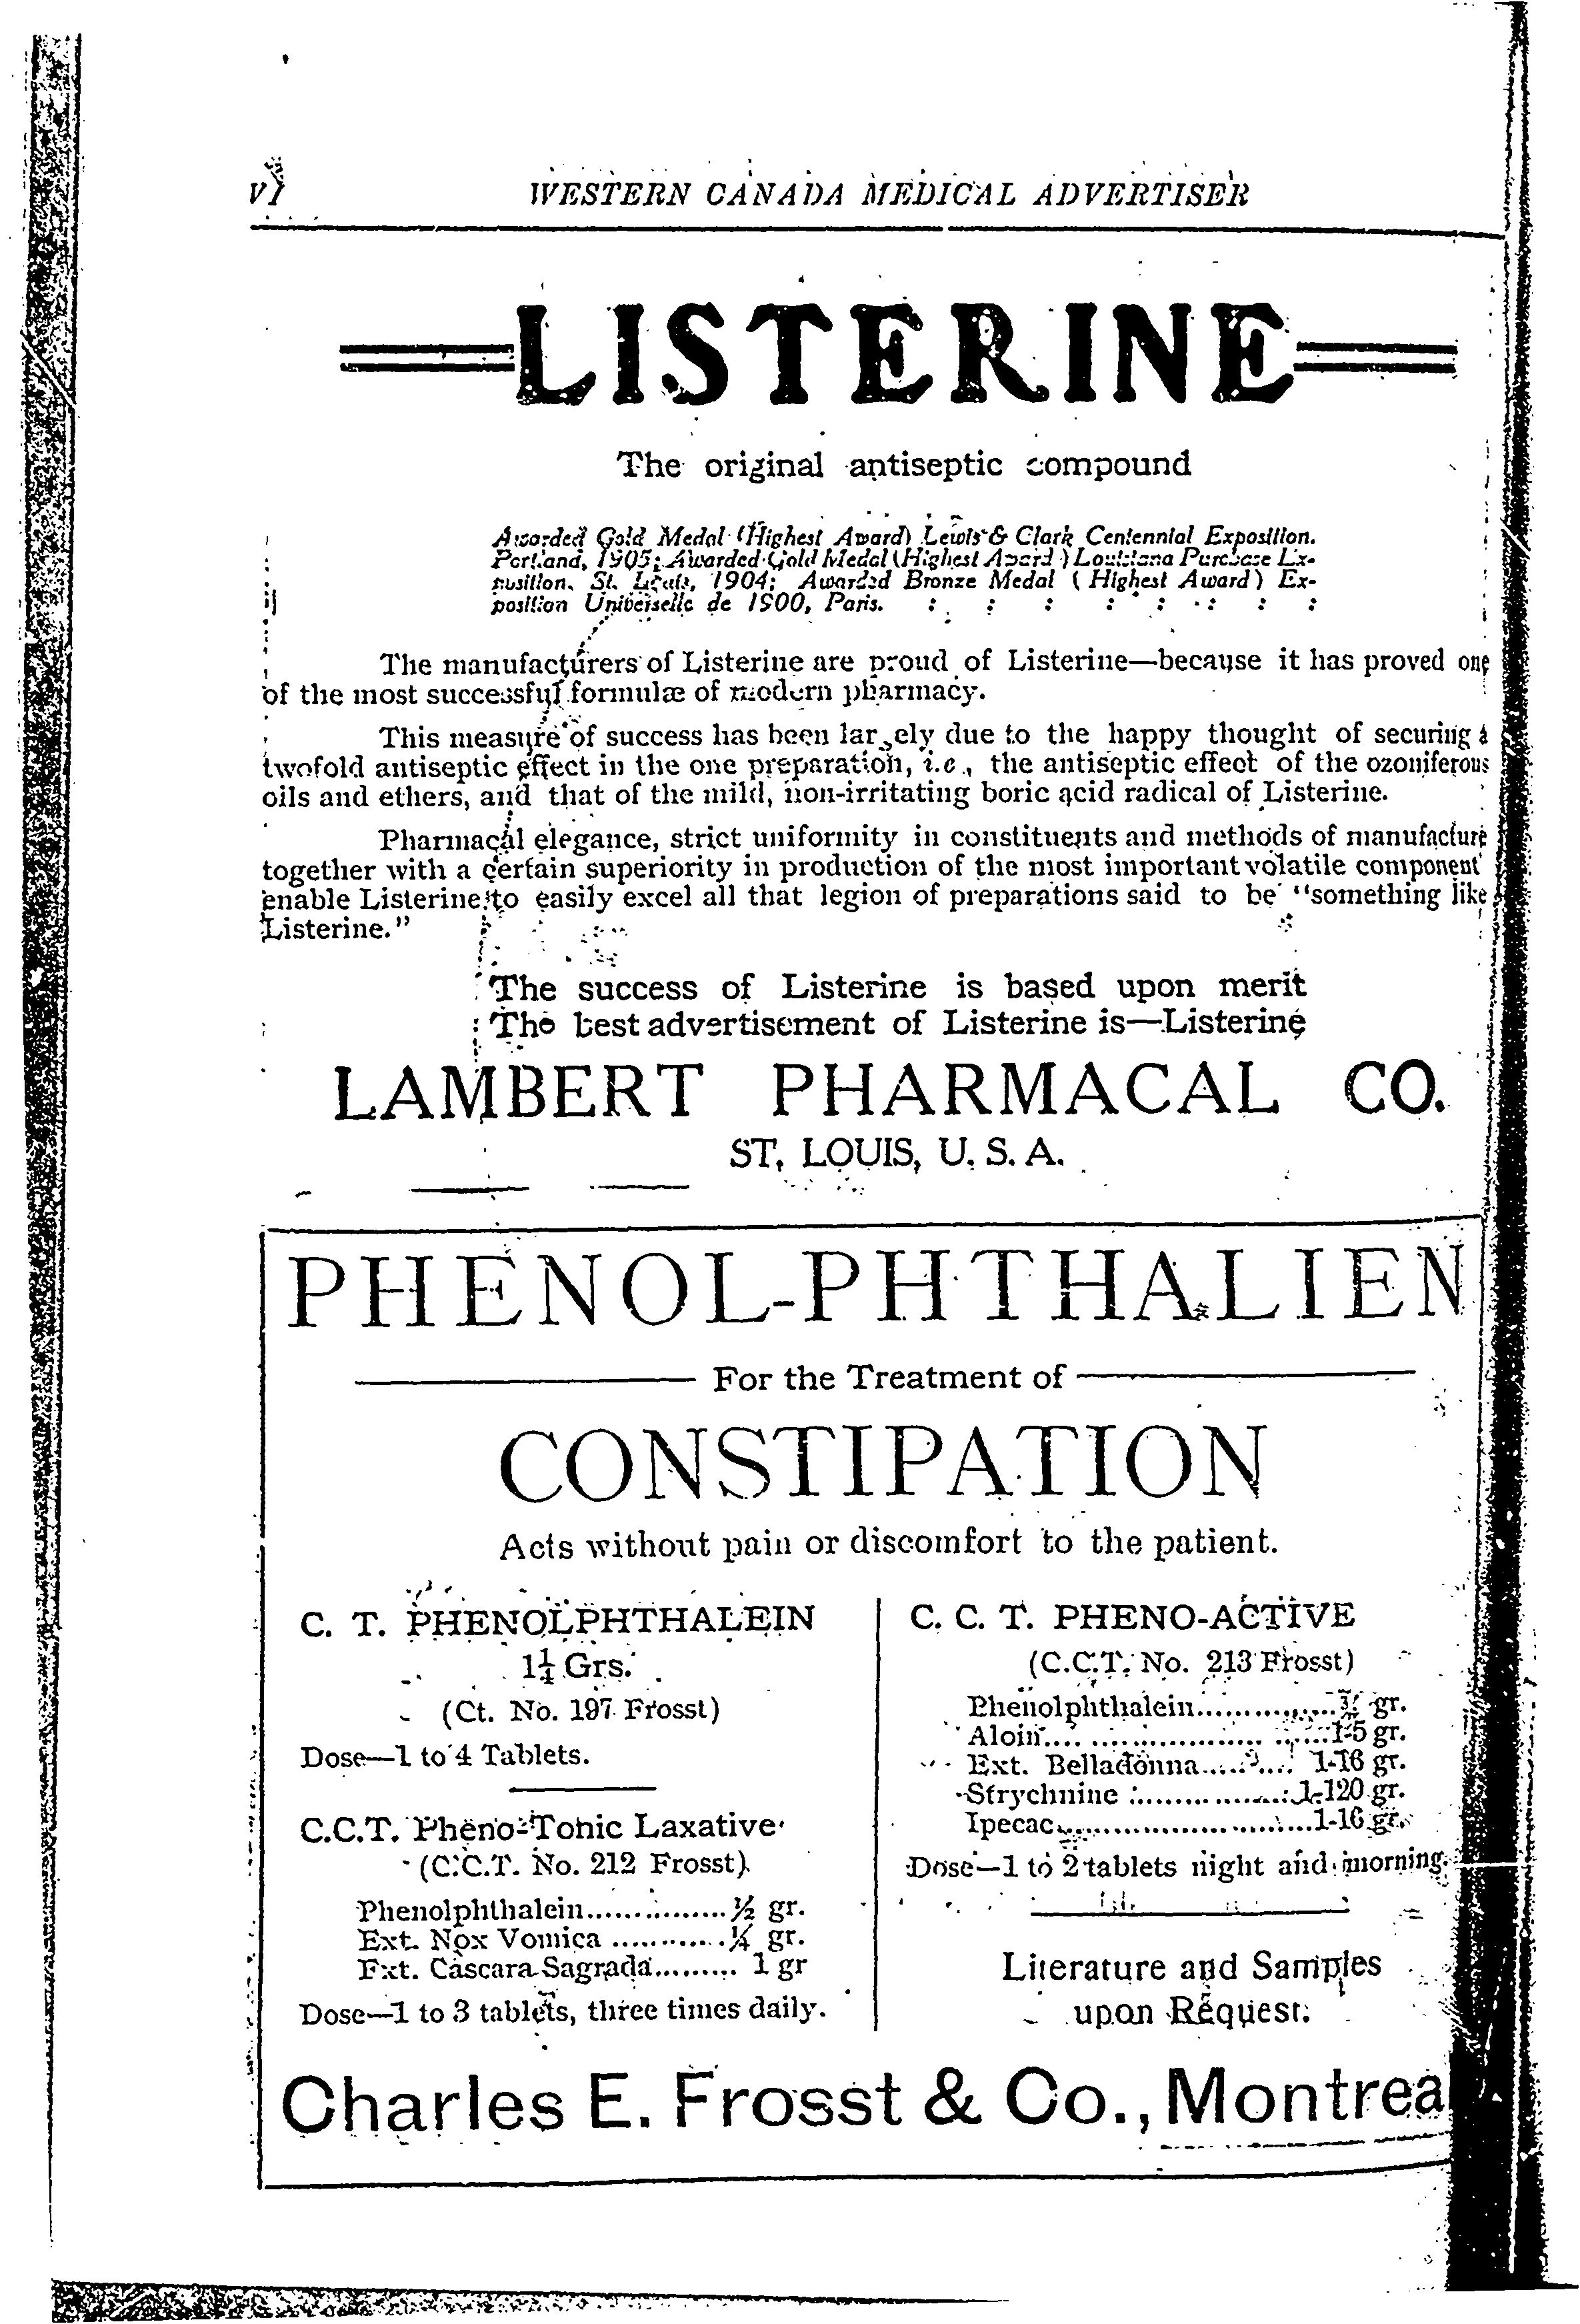 VI WESTERN CANADA MEDICAL ADVERTISER
LISTERINE
The original antiseptic compound
Awarded Gold Medal (Highest Award) Lewis & Clark Centennial Exposition.
Portland, 1905; Awarded Gold Medal (Highest Award) Louisiana Purchase Ex-
position, St. Louis, 1904; Awarded Bronze Medal (Highest Award) Ex-
position Universelle de 1900, Paris. : : : : : : : :
The manufacturers of Listerine are proud of Listerine—because it has proved one
of the most successful formulæ of modern pharmacy.
This measure of success has been largely due to the happy thought of securing a
twofold antiseptic effect in the one preparation, i.e., the antiseptic effect of the ozoniferous
oils and ethers, and that of the mild, non-irritating boric acid radical of Listerine.
Pharmacal elegance, strict uniformity in constituents and methods of manufacture
together with a certain superiority in production of the most important volatile component
enable Listerine to easily excel all that legion of preparations said to be "something like
Listerine."
The success of Listerine is based upon merit
The best advertisement of Listerine is—Listerine
LAMBERT PHARMACAL CO.
ST. LOUIS, U. S. A.
PHENOL-PHTHALIEN
For the Treatment of
CONSTIPATION
Acts without pain or discomfort to the patient.
C. T. PHENOLPHTHALEIN
1¼ Grs.
(Ct. No. 197 Frosst)
Dose—1 to 4 Tablets.
C.C.T. Pheno-Tonic Laxative
(C.C.T. No. 212 Frosst)
Phenolphthalein............... ½ gr.
Ext. Nox Vomica ............ ¼ gr.
Ext. Cascara Sagrada......... 1 gr
Dose—1 to 3 tablets, three times daily.
C. C. T. PHENO-ACTIVE
(C.C.T. No. 213 Frosst)
Phenolphthalein............... gr.
Aloin.......................1-5 gr.
Ext. Belladonna......... 1-16 gr.
Strychnine ................1-120 gr.
Ipecac.......................1-16 gr.
Dose—1 to 2 tablets night and morning.
Literature and Samples
upon Request.
Charles E. Frosst & Co., Montrea